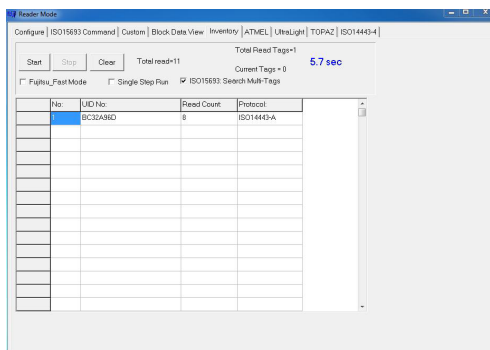 Reader Mode
Configure ISO15693 Command Custom Block Data View Inventory ATMEL UltraLight TOPAZ ISO14443-4
Total Read Tags=1
Start Stop Clear Total read=11 5.7 sec
Current Tags = 0
Fujitsu_Fast Mode Single Step Run ISO15693: Search Multi-Tags
No: UID No: Read Count Protocol:
1 BC32A96D 8 ISO14443-A